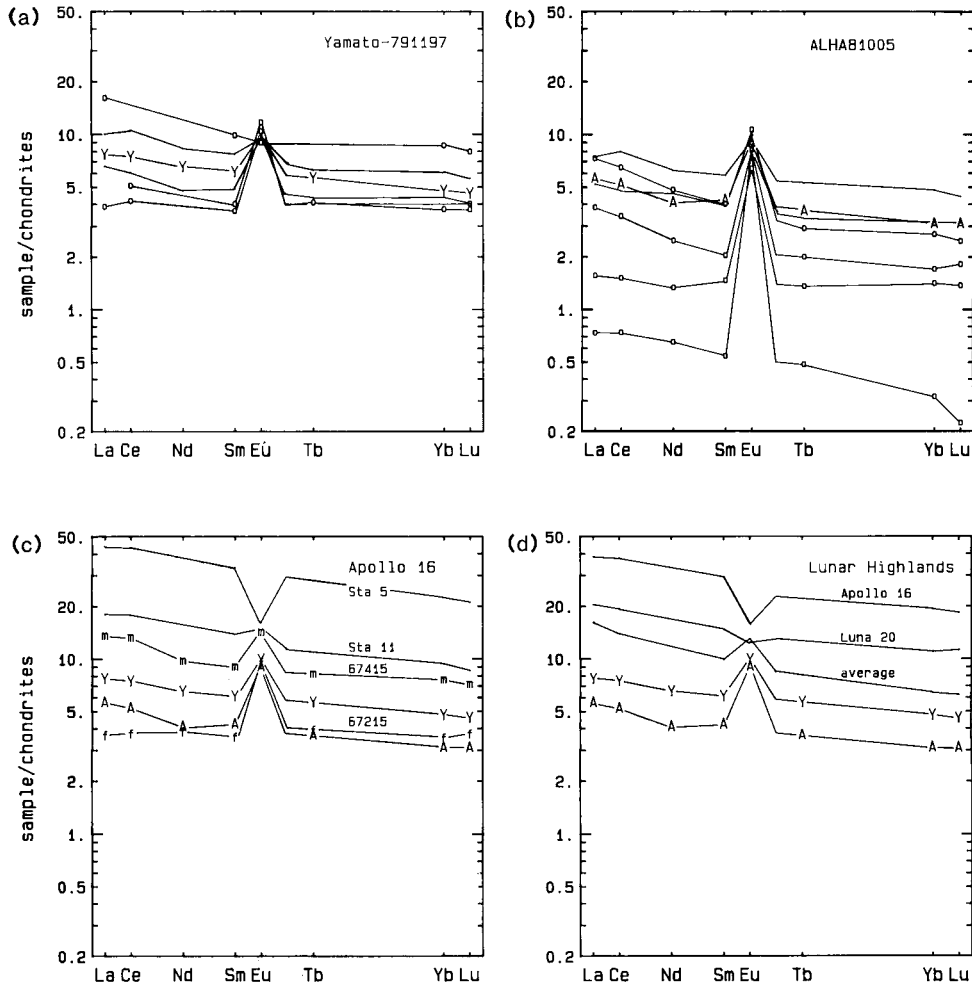 (a)
Yamato-791197
sample/chondrites
50.
20.
10.
5.
2.
1.
0.5
0.2
La Ce Nd Sm Eu Tb Yb Lu
Y Y Y Y Y Y Y
(b)
ALHA81005
50.
20.
10.
5.
2.
1.
0.5
0.2
La Ce Nd Sm Eu Tb Yb Lu
A A A A A A A
(c)
Apollo 16
sample/chondrites
50.
20.
10.
5.
2.
1.
0.5
0.2
Sta 5
Sta 11
67415
67215
m m m m m m m m
Y Y Y Y Y Y Y Y
A A A A A A A A
f f f f f f f
La Ce Nd Sm Eu Tb Yb Lu
(d)
Lunar Highlands
50.
20.
10.
5.
2.
1.
0.5
0.2
Apollo 16
Luna 20
average
Y Y Y Y Y Y Y Y
A A A A A A A A
La Ce Nd Sm Eu Tb Yb Lu